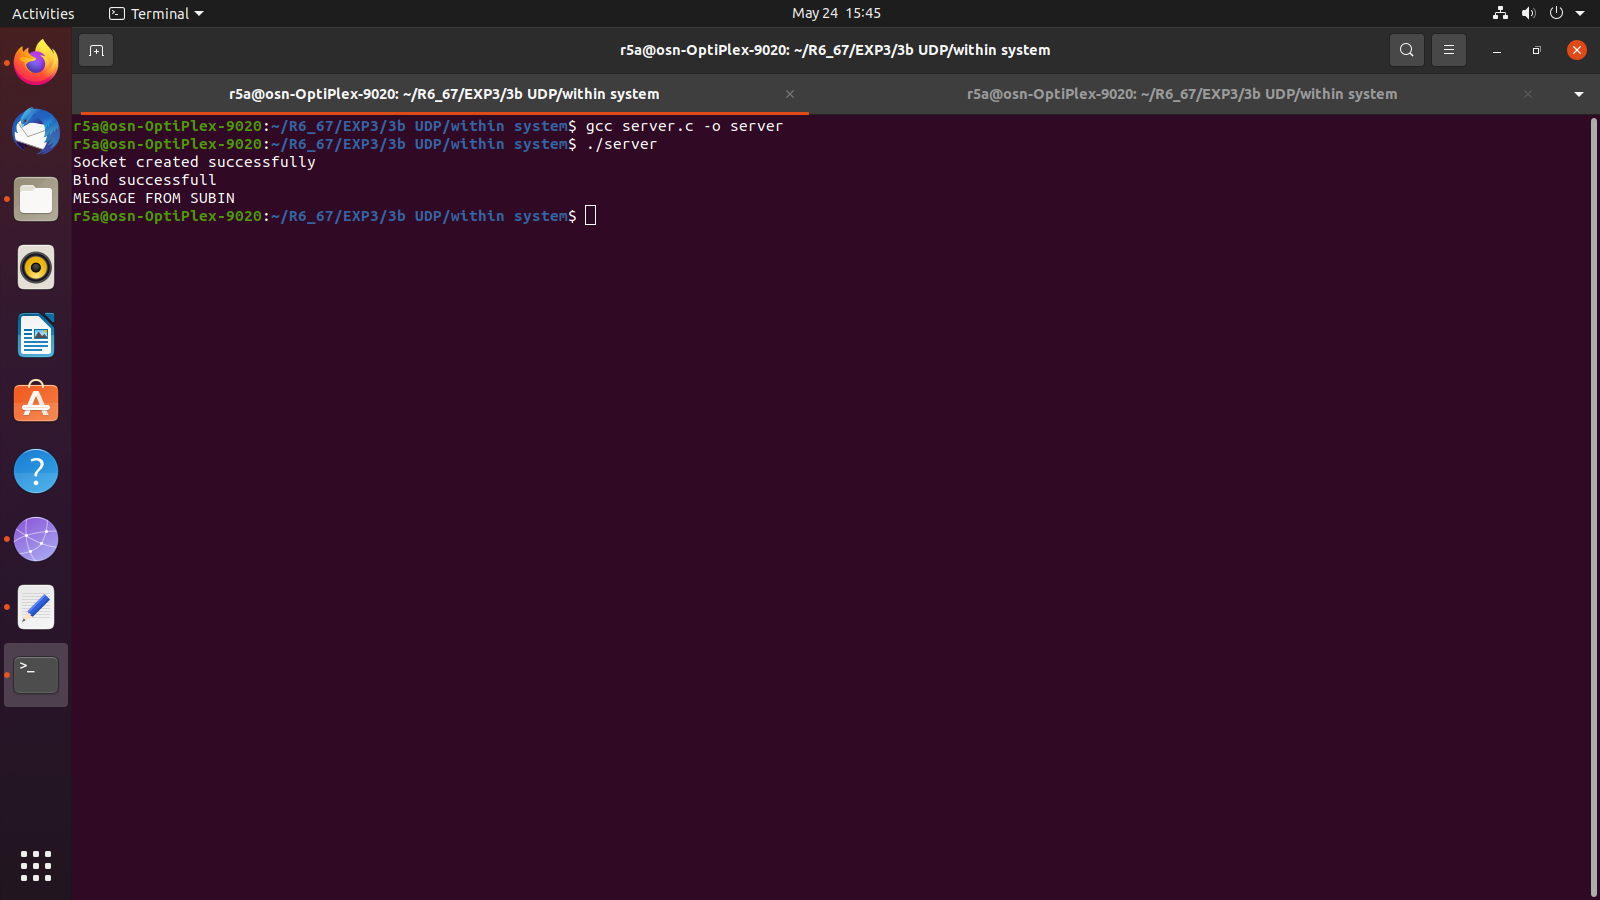 Activities
Terminal
May 24 15:45
r5a@osn-OptiPlex-9020: ~/R6_67/EXP3/3b UDP/within system
r5a@osn-OptiPlex-9020: ~/R6_67/EXP3/3b UDP/within system
r5a@osn-OptiPlex-9020: ~/R6_67/EXP3/3b UDP/within system
r5a@osn-OptiPlex-9020:~/R6_67/EXP3/3b UDP/within system$ gcc server.c -o server
r5a@osn-OptiPlex-9020:~/R6_67/EXP3/3b UDP/within system$ ./server
Socket created successfully
Bind successfull
MESSAGE FROM SUBIN
r5a@osn-OptiPlex-9020:~/R6_67/EXP3/3b UDP/within system$